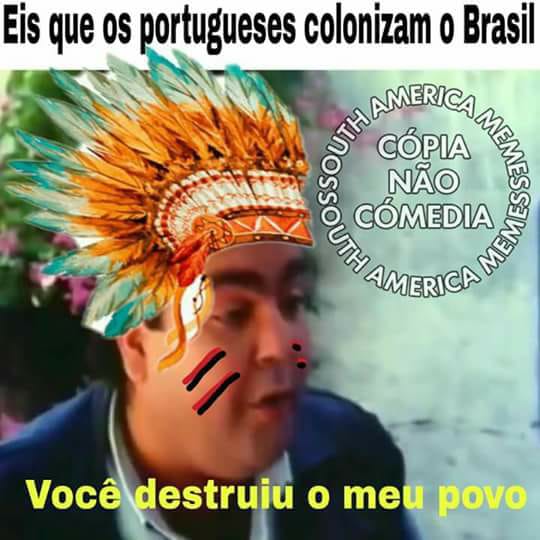 Eis que os portugueses colonizam o Brasil
SOUTH AMERICA MEMES
CÓPIA
NÃO
CÓMEDIA
SOUTH AMERICA MEMES
Você destruiu o meu povo